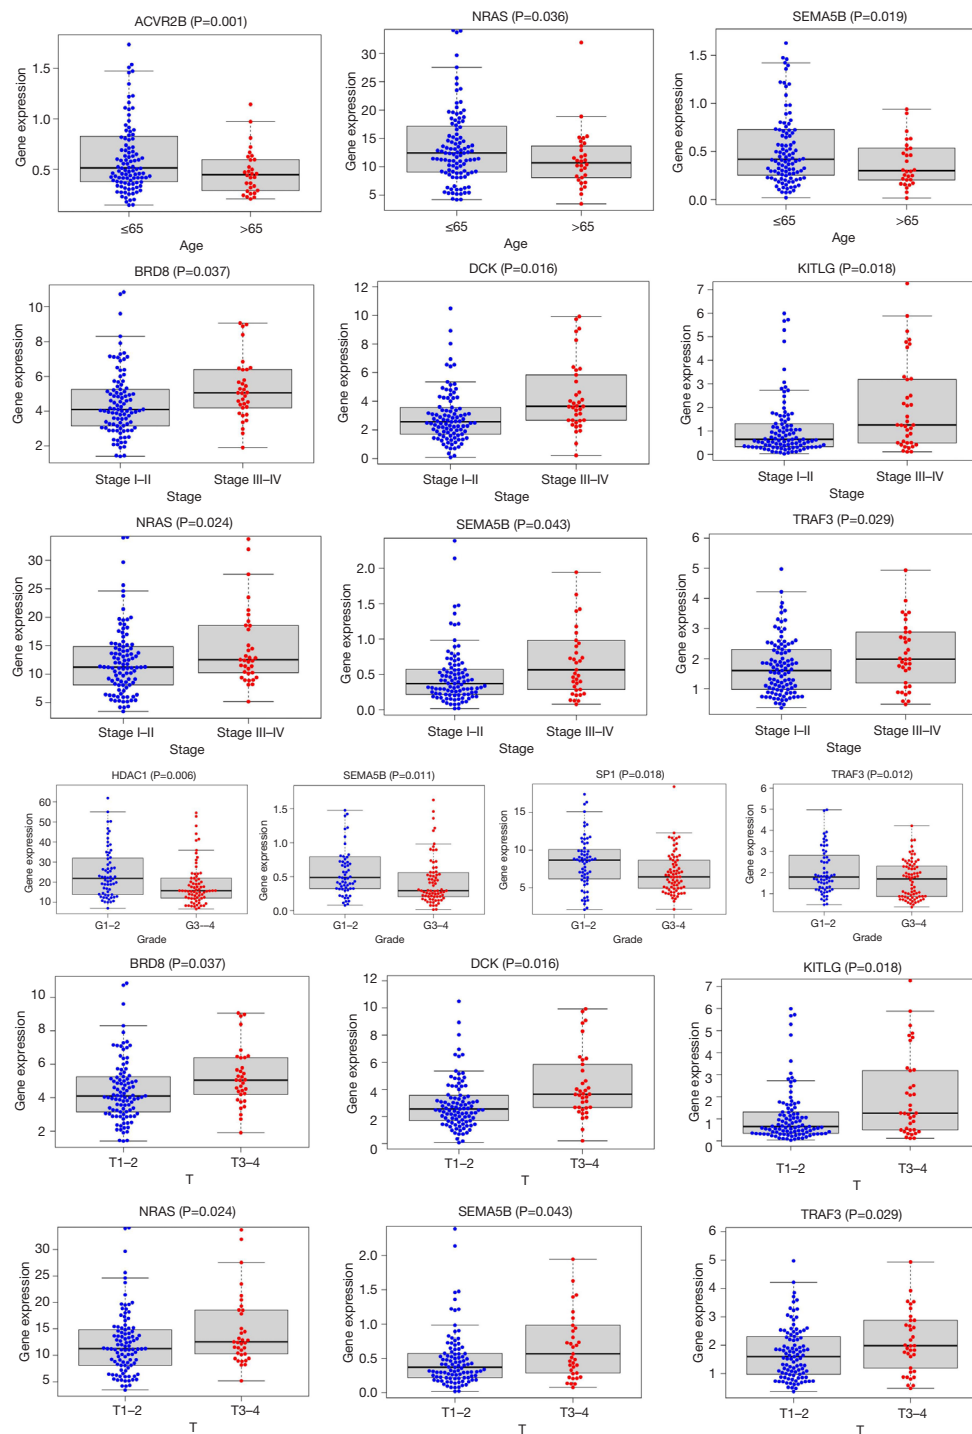 ACVR2B (P=0.001)
Gene expression
1.5
1.0
0.5
≤65
>65
Age
NRAS (P=0.036)
Gene expression
30
25
20
15
10
5
≤65
>65
Age
SEMA5B (P=0.019)
Gene expression
1.5
1.0
0.5
0.0
≤65
>65
Age
BRD8 (P=0.037)
Gene expression
10
8
6
4
2
Stage I–II
Stage III–IV
Stage
DCK (P=0.016)
Gene expression
12
10
8
6
4
2
0
Stage I–II
Stage III–IV
Stage
KITLG (P=0.018)
Gene expression
7
6
5
4
3
2
1
0
Stage I–II
Stage III–IV
Stage
NRAS (P=0.024)
Gene expression
30
25
20
15
10
5
Stage I–II
Stage III–IV
Stage
SEMA5B (P=0.043)
Gene expression
2.0
1.5
1.0
0.5
0.0
Stage I–II
Stage III–IV
Stage
TRAF3 (P=0.029)
Gene expression
6
5
4
3
2
1
Stage I–II
Stage III–IV
Stage
HDAC1 (P=0.006)
Gene expression
60
50
40
30
20
10
G1–2
G3–4
Grade
SEMA5B (P=0.011)
Gene expression
1.5
1.0
0.5
0.0
G1–2
G3–4
Grade
SP1 (P=0.018)
Gene expression
15
10
5
G1–2
G3–4
Grade
TRAF3 (P=0.012)
Gene expression
6
5
4
3
2
1
G1–2
G3–4
Grade
BRD8 (P=0.037)
Gene expression
10
8
6
4
2
T1–2
T3–4
T
DCK (P=0.016)
Gene expression
12
10
8
6
4
2
0
T1–2
T3–4
T
KITLG (P=0.018)
Gene expression
7
6
5
4
3
2
1
0
T1–2
T3–4
T
NRAS (P=0.024)
Gene expression
30
25
20
15
10
5
T1–2
T3–4
T
SEMA5B (P=0.043)
Gene expression
2.0
1.5
1.0
0.5
0.0
T1–2
T3–4
T
TRAF3 (P=0.029)
Gene expression
6
5
4
3
2
1
T1–2
T3–4
T